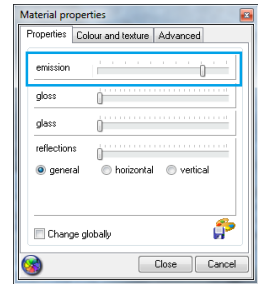 Material properties
Properties Colour and texture Advanced
emission
gloss
glass
reflections
general horizontal vertical
Change globally
Close Cancel